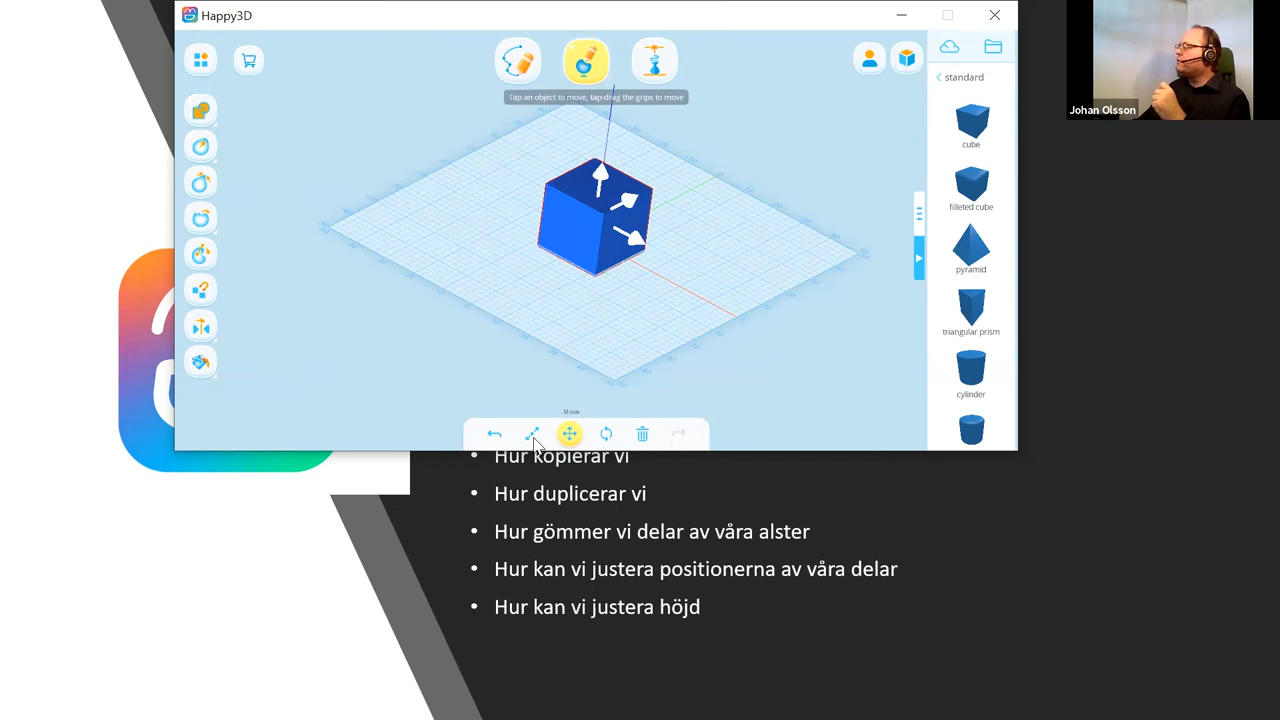 Happy3D
Tap an object to move, tap-drag the grips to move
standard
cube
filleted cube
pyramid
triangular prism
cylinder
Move
Johan Olsson
• Hur kopierar vi
• Hur duplicerar vi
• Hur gömmer vi delar av våra alster
• Hur kan vi justera positionerna av våra delar
• Hur kan vi justera höjd